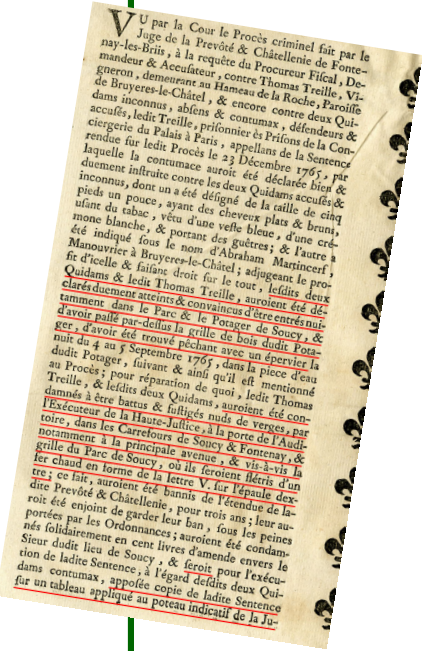 VU par la Cour le Procès criminel fait par le
Juge de la Prevôté & Châtellenie de Fonte-
nay-les-Briis, à la requête du Procureur Fiscal, De-
mandeur & Accusateur, contre Thomas Treille, Vi-
gneron, demeurant au Hameau de la Roche, Paroisse
de Bruyeres-le-Châtel, & encore contre deux Qui-
dams inconnus, absens & contumax, défendeurs &
accusés, ledit Treille, prisonnier ès Prisons de la Con-
ciergerie du Palais à Paris, appellans de la Sentence
rendue sur ledit Procès le 23 Décembre 1765, par
laquelle la contumace auroit été déclarée bien &
duement instruite contre les deux Quidams accusés &
inconnus, dont un a été désigné de la taille de cinq
pieds un pouce, ayant des cheveux plats & bruns,
usant du tabac, vêtu d'une veste bleue, d'une cré-
mone blanche, & portant des guêtres; & l'autre a
été indiqué sous le nom d'Abraham Martincerf,
Manouvrier à Bruyeres-le-Châtel; adjugeant le pro-
fit d'icelle & faisant droit sur le tout, lesdits deux
Quidams & ledit Thomas Treille, auroient été dé-
clarés duement atteints & convaincus d'être entrés nui-
tamment dans le Parc & le Potager de Soucy, &
d'avoir passé par-dessus la grille de bois dudit Pota-
ger, d'avoir été trouvé pêchant avec un épervier la
nuit du 4 au 5 Septembre 1765, dans la piece d'eau
dudit Potager, suivant & ainsi qu'il est mentionné
au Procès; pour réparation de quoi, ledit Thomas
Treille, & lesdits deux Quidams, auroient été con-
damnés à être battus & fustigés nuds de verges, par
l'Exécuteur de la Haute-Justice, à la porte de l'Audi-
toire, dans les Carrefours de Soucy & Fontenay, &
notamment à la principale avenue, & vis-à-vis la
grille du Parc de Soucy, où ils seroient flétris d'un
fer chaud en forme de la lettre V. sur l'épaule dex-
tre; ce fait, auroient été bannis de l'étendue de la-
dite Prevôté & Châtellenie, pour trois ans; leur au-
roit été enjoint de garder leur ban, sous les peines
portées par les Ordonnances; auroient été condam-
nés solidairement en cent livres d'amende envers le
Sieur dudit lieu de Soucy, & seroit pour l'exécu-
tion de ladite Sentence, à l'égard desdits deux Qui-
dams contumax, apposée copie de ladite Sentence
sur un tableau appliqué au poteau indicatif de la Ju-